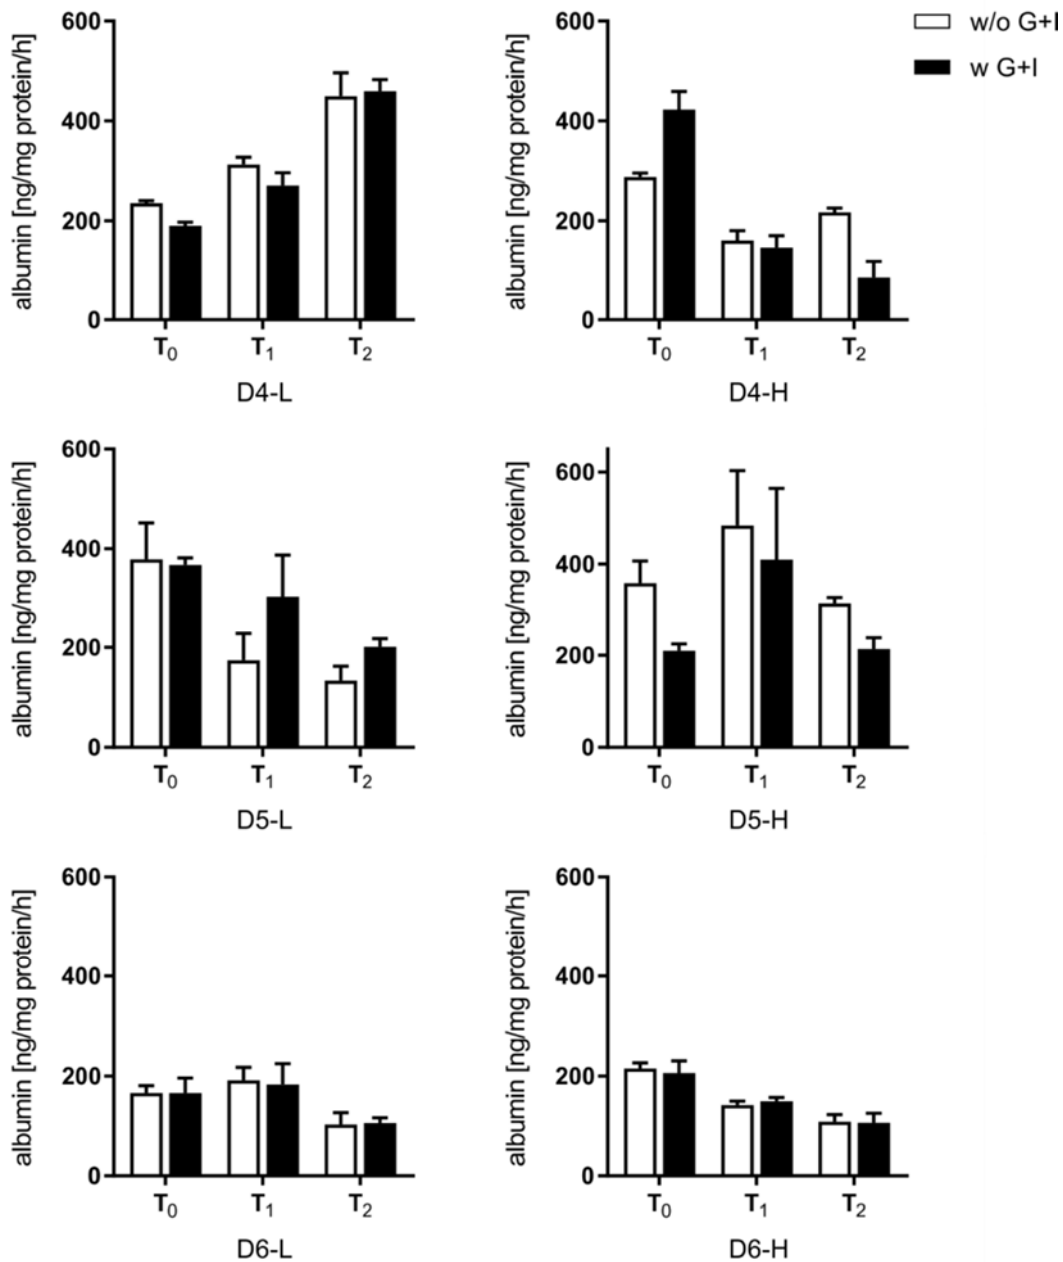 w/o G+I
w G+I
albumin [ng/mg protein/h]
600
400
200
0
T₀ T₁ T₂
D4-L
albumin [ng/mg protein/h]
600
400
200
0
T₀ T₁ T₂
D4-H
albumin [ng/mg protein/h]
600
400
200
0
T₀ T₁ T₂
D5-L
albumin [ng/mg protein/h]
600
400
200
0
T₀ T₁ T₂
D5-H
albumin [ng/mg protein/h]
600
400
200
0
T₀ T₁ T₂
D6-L
albumin [ng/mg protein/h]
600
400
200
0
T₀ T₁ T₂
D6-H